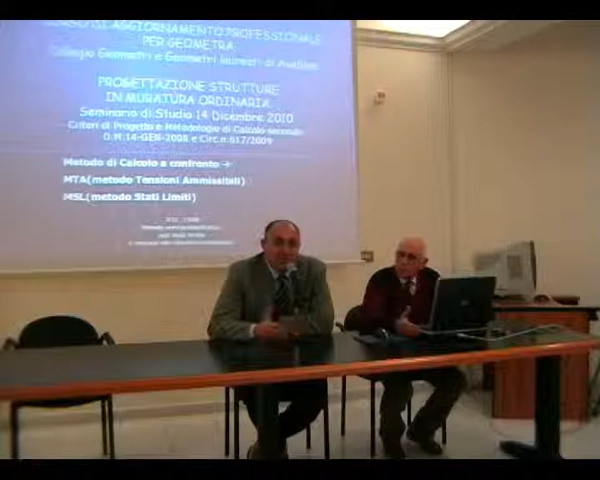 CORSO DI AGGIORNAMENTO PROFESSIONALE
PER GEOMETRA
Collegio Geometri e Geometri laureati di Avellino
PROGETTAZIONE STRUTTURE
IN MURATURA ORDINARIA
Seminario di Studio 14 Dicembre 2010
Criteri di Progetto e Metodologie di Calcolo secondo
D.M.14-GEN-2008 e Circ.n.617/2009
Metodo di Calcolo a confronto →
MTA(metodo Tensioni Ammissibili)
MSL(metodo Stati Limiti)